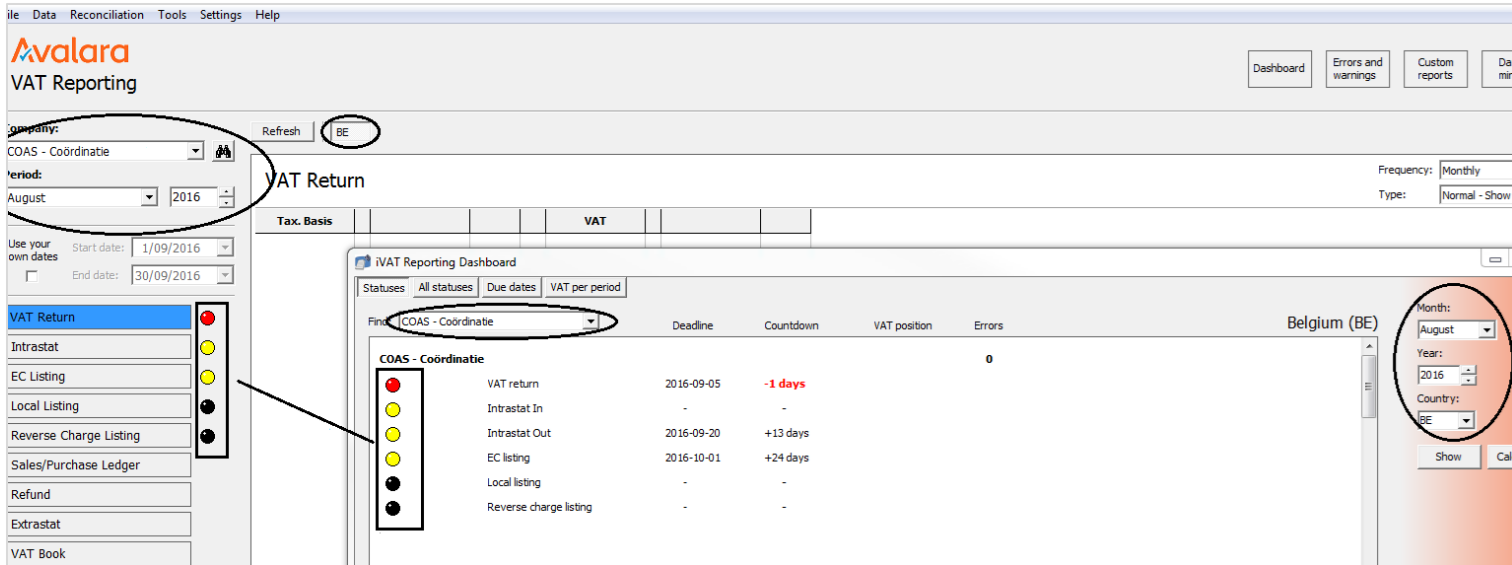 ile Data Reconciliation Tools Settings Help
Avalara
VAT Reporting
Dashboard
Errors and warnings
Custom reports
Da
min
Company:
COAS - Coördinatie
Period:
August 2016
Use your own dates
Start date: 1/09/2016
End date: 30/09/2016
VAT Return
Intrastat
EC Listing
Local Listing
Reverse Charge Listing
Sales/Purchase Ledger
Refund
Extrastat
VAT Book
Refresh BE
VAT Return
Frequency: Monthly
Type: Normal - Show
Tax. Basis VAT
iVAT Reporting Dashboard
Statuses All statuses Due dates VAT per period
Find COAS - Coördinatie Deadline Countdown VAT position Errors Belgium (BE)
COAS - Coördinatie 0
VAT return 2016-09-05 -1 days
Intrastat In - -
Intrastat Out 2016-09-20 +13 days
EC listing 2016-10-01 +24 days
Local listing - -
Reverse charge listing - -
Month:
August
Year:
2016
Country:
BE
Show Cal